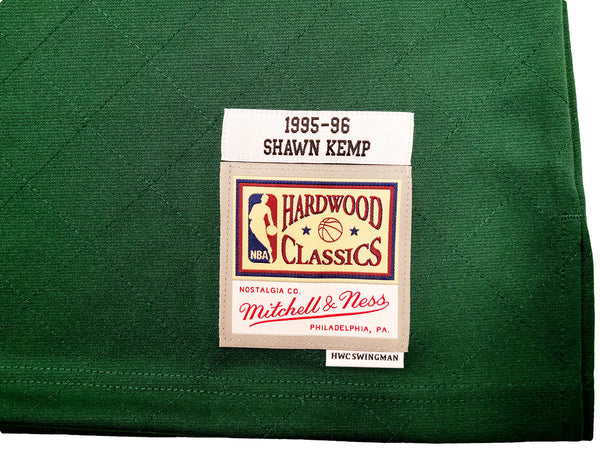 1995-96
SHAWN KEMP
HARDWOOD
CLASSICS
NBA
NOSTALGIA CO.
Mitchell & Ness
PHILADELPHIA, PA.
HWC SWINGMAN